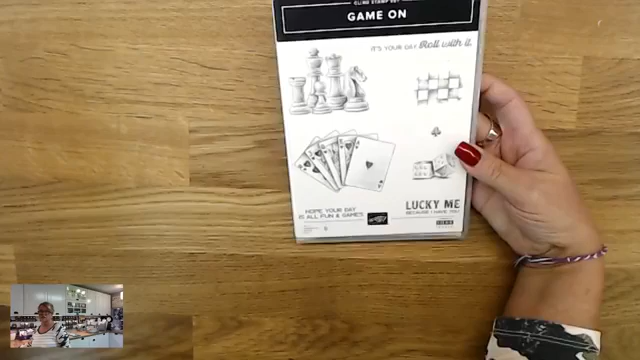 CLING STAMP SET
GAME ON
IT'S YOUR DAY. Roll with it.
HOPE YOUR DAY
IS ALL FUN & GAMES
LUCKY ME
BECAUSE I HAVE YOU